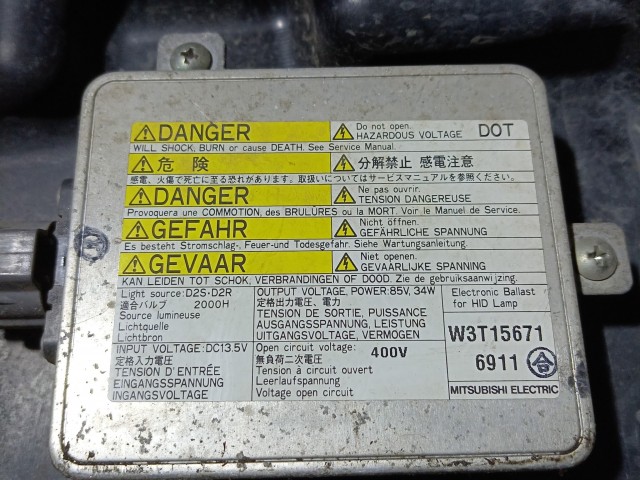 DANGER Do not open. HAZARDOUS VOLTAGE DOT
WILL SHOCK, BURN or cause DEATH. See Service Manual.
危 険 分解禁止 感電注意
感電、火傷で死亡に至る恐れがあります。取扱いについてはサービスマニュアルを参照ください。
DANGER Ne pas ouvrir. TENSION DANGEREUSE
Provoquera une COMMOTION, des BRULÛRES ou la MORT. Voir le Manuel de Service.
GEFAHR Nicht öffnen. GEFÄHRLICHE SPANNUNG
Es besteht Stromschlag-, Feuer-und Todesgefahr. Siehe Wartungsanleitung.
GEVAAR Niet openen. GEVAARLIJKE SPANNING
KAN LEIDEN TOT SCHOK, VERBRANDINGEN OF DOOD. Zie de gebruiksaanwijzing.
Light source:D2S·D2R
適合バルブ 2000H
Source lumineuse
Lichtquelle
Lichtbron
OUTPUT VOLTAGE, POWER:85V, 34W
定格出力電圧、電力
TENSION DE SORTIE, PUISSANCE
AUSGANGSSPANNUNG, LEISTUNG
UITGANGSVOLTAGE, VERMOGEN
Electronic Ballast
for HID Lamp
INPUT VOLTAGE:DC13.5V
定格入力電圧
TENSION D'ENTRÉE
EINGANGSSPANNUNG
INGANGSVOLTAGE
Open circuit voltage: 400V
無負荷二次電圧
Tension à circuit ouvert
Leerlaufspannung
Voltage open circuit
W3T15671
6911 合
MITSUBISHI ELECTRIC